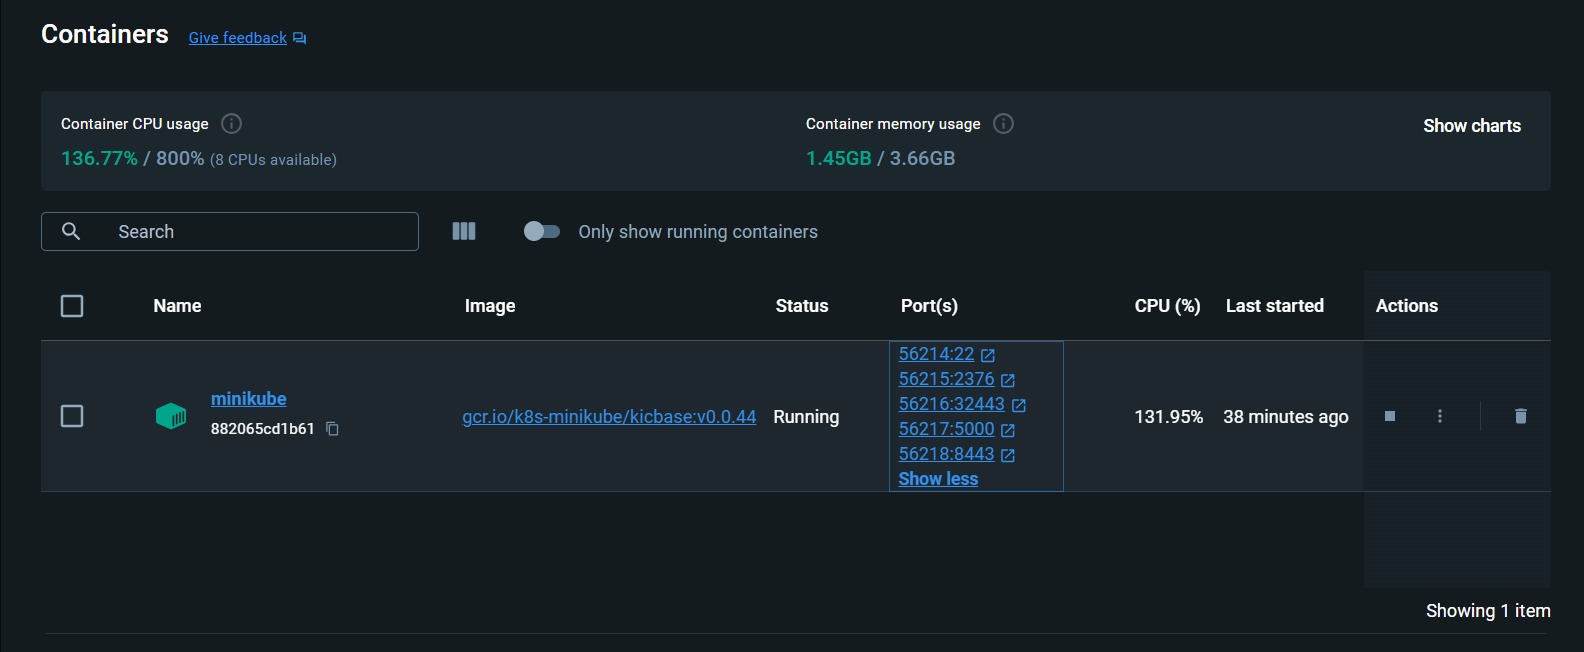 Containers Give feedback
Container CPU usage
136.77% / 800% (8 CPUs available)
Container memory usage
1.45GB / 3.66GB
Show charts
Search
Only show running containers
Name Image Status Port(s) CPU (%) Last started Actions
minikube
882065cd1b61
gcr.io/k8s-minikube/kicbase:v0.0.44
Running
56214:22
56215:2376
56216:32443
56217:5000
56218:8443
Show less
131.95%
38 minutes ago
Showing 1 item